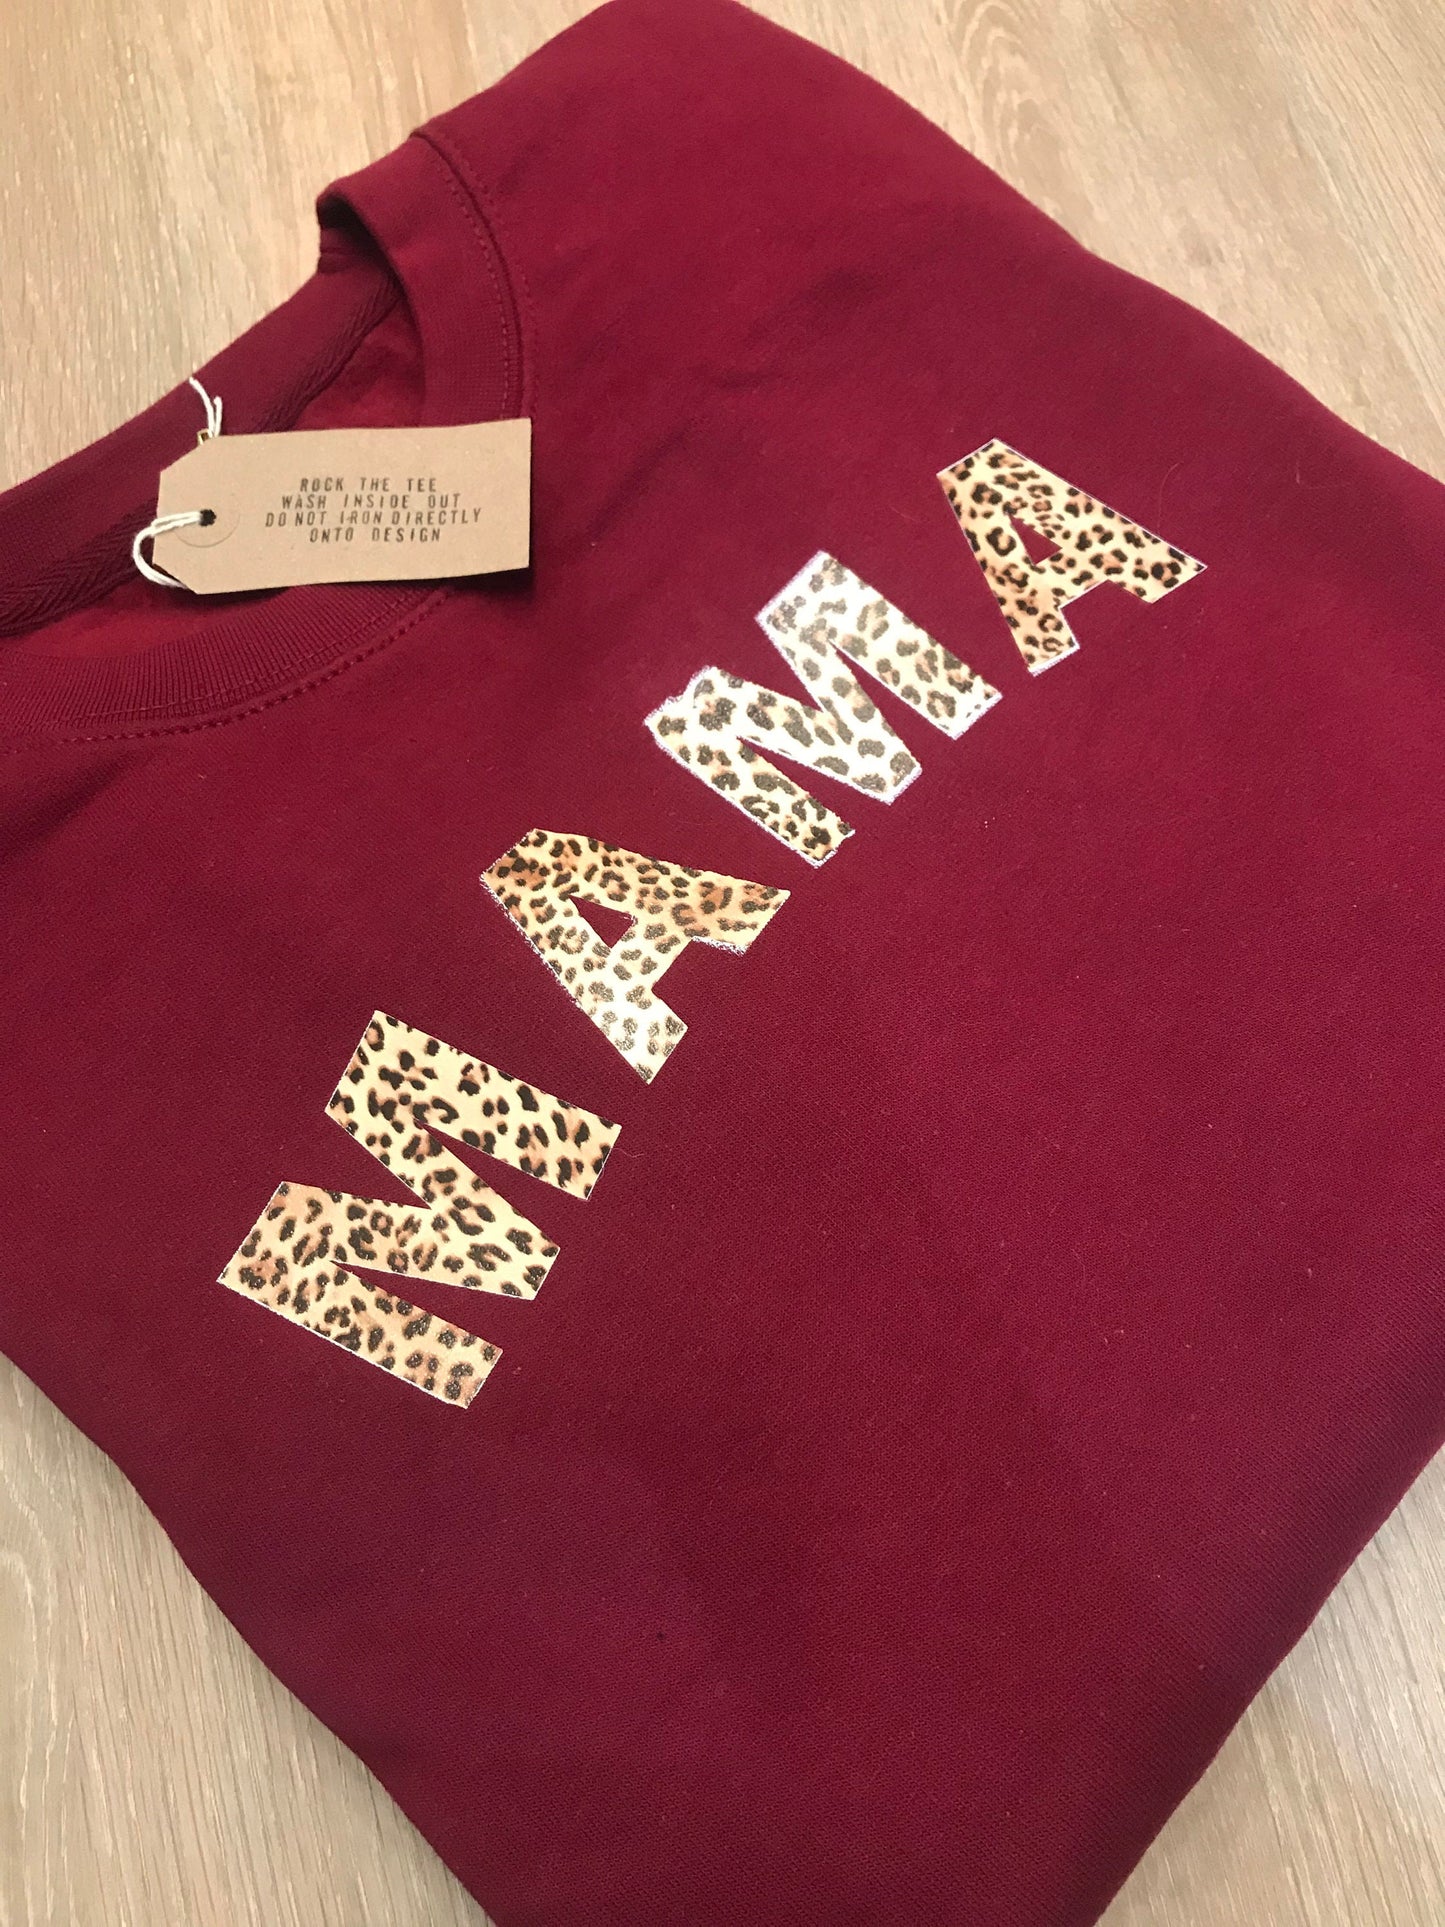 ROCK THE TEE
WASH INSIDE OUT
DO NOT IRON DIRECTLY
ONTO DESIGN
MAMA